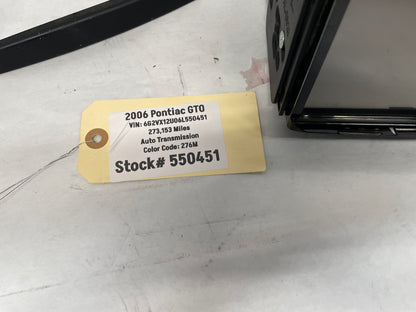 2006 Pontiac GTO
VIN: 6G2VX12U06L550451
273,153 Miles
Auto Transmission
Color Code: 276M
Stock# 550451